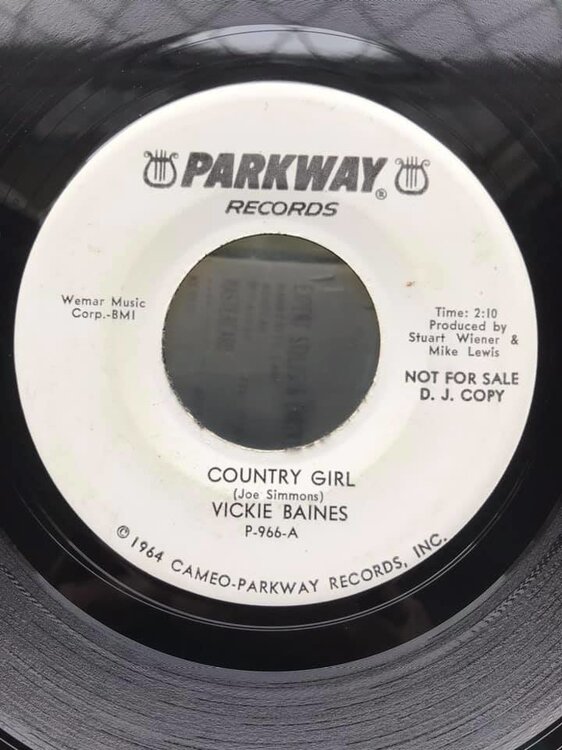 PARKWAY®
RECORDS
Wemar Music
Corp.-BMI
Time: 2:10
Produced by
Stuart Wiener &
Mike Lewis
NOT FOR SALE
D. J. COPY
COUNTRY GIRL
(Joe Simmons)
VICKIE BAINES
P-966-A
© 1964 CAMEO-PARKWAY RECORDS, INC.